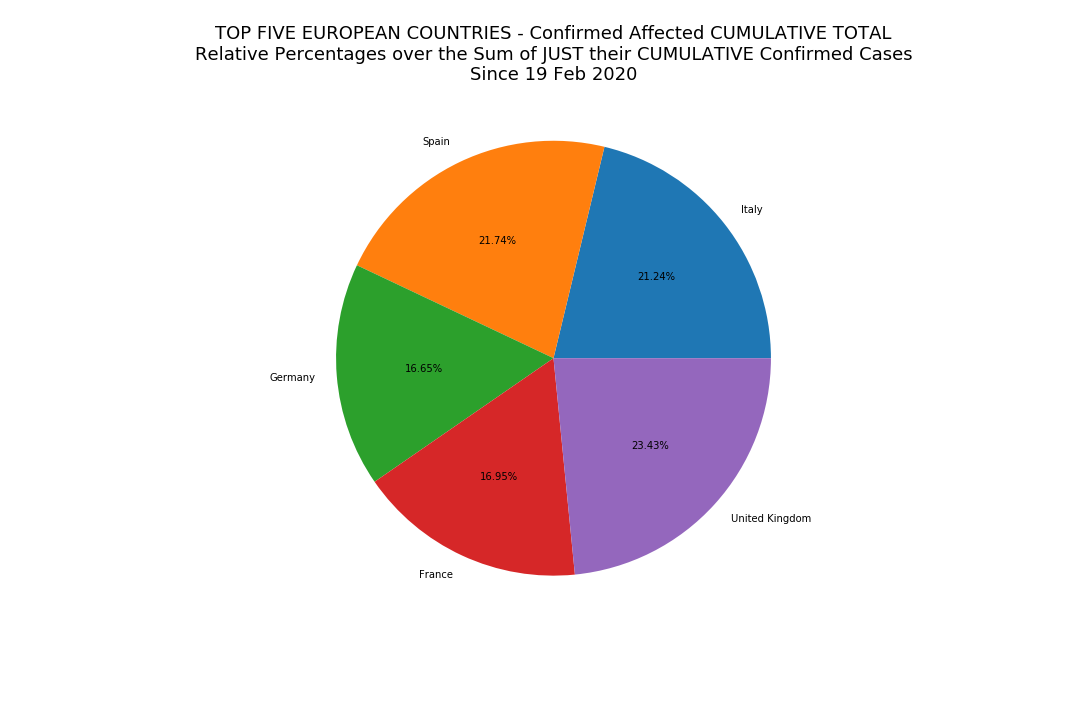 TOP FIVE EUROPEAN COUNTRIES - Confirmed Affected CUMULATIVE TOTAL
Relative Percentages over the Sum of JUST their CUMULATIVE Confirmed Cases
Since 19 Feb 2020
Spain
Italy
21.74%
21.24%
16.65%
Germany
23.43%
16.95%
United Kingdom
France